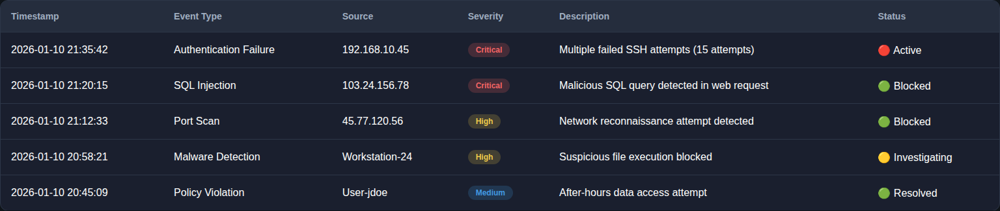 Timestamp Event Type Source Severity Description Status
2026-01-10 21:35:42 Authentication Failure 192.168.10.45 Critical Multiple failed SSH attempts (15 attempts) Active
2026-01-10 21:20:15 SQL Injection 103.24.156.78 Critical Malicious SQL query detected in web request Blocked
2026-01-10 21:12:33 Port Scan 45.77.120.56 High Network reconnaissance attempt detected Blocked
2026-01-10 20:58:21 Malware Detection Workstation-24 High Suspicious file execution blocked Investigating
2026-01-10 20:45:09 Policy Violation User-jdoe Medium After-hours data access attempt Resolved